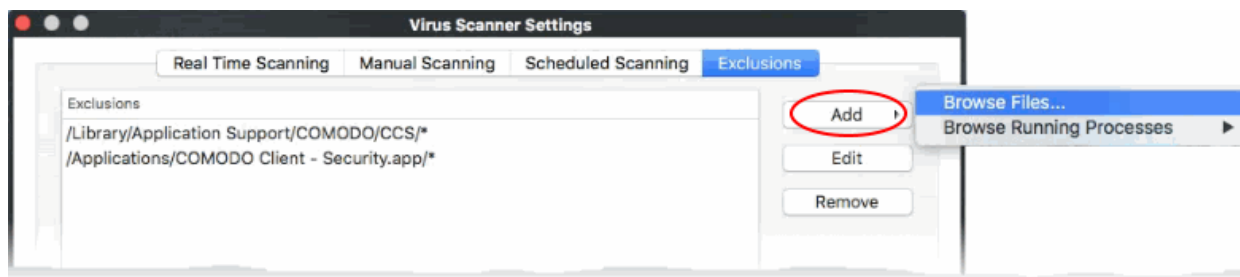 Virus Scanner Settings
Real Time Scanning Manual Scanning Scheduled Scanning Exclusions
Exclusions
/Library/Application Support/COMODO/CCS/*
/Applications/COMODO Client - Security.app/*
Add
Edit
Remove
Browse Files...
Browse Running Processes